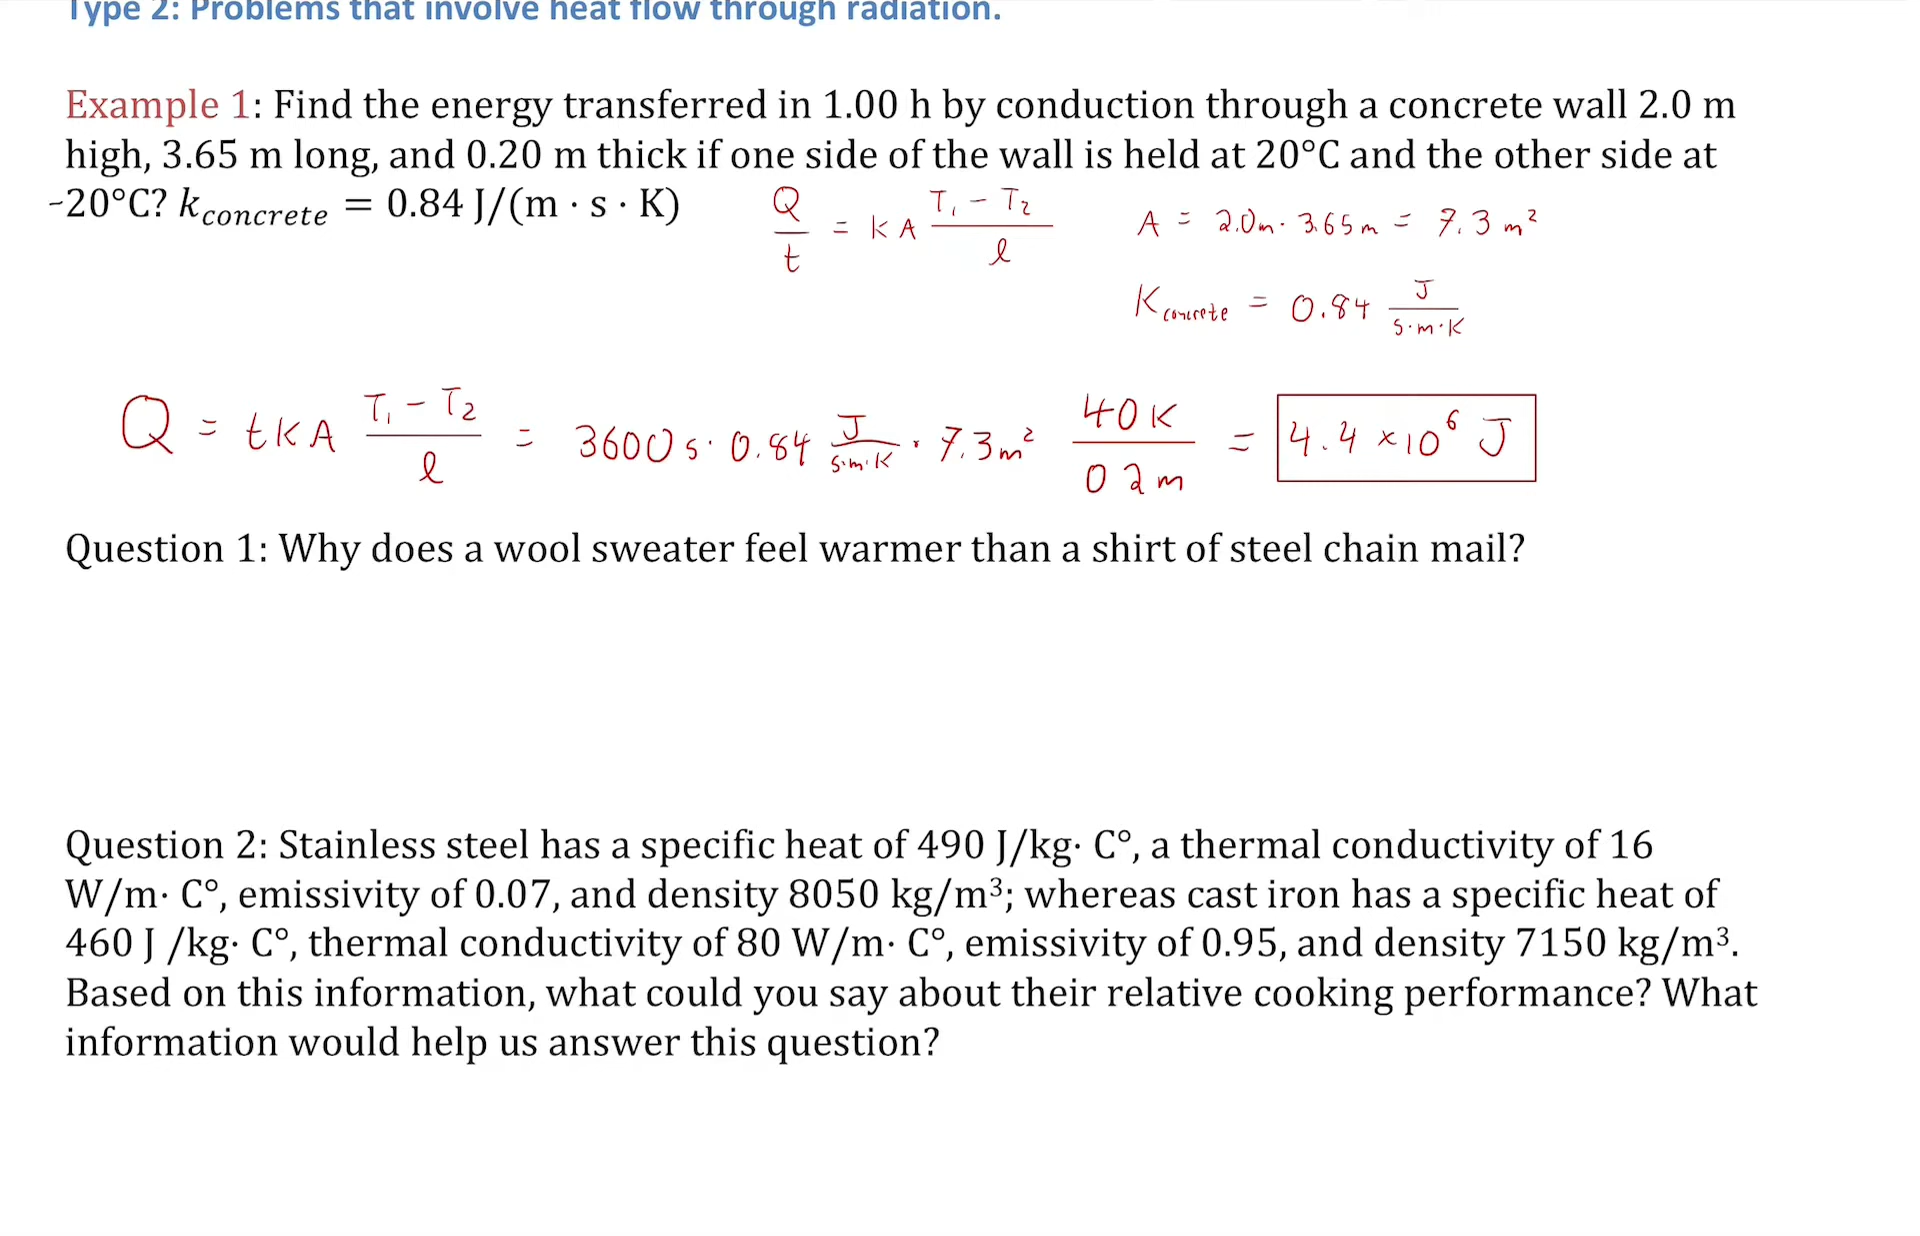 Type 2: Problems that involve heat flow through radiation.
Example 1: Find the energy transferred in 1.00 h by conduction through a concrete wall 2.0 m
high, 3.65 m long, and 0.20 m thick if one side of the wall is held at 20°C and the other side at
-20°C? k_concrete = 0.84 J/(m · s · K)
Q/t = kA (T₁ - T₂)/ℓ
A = 2.0m · 3.65m = 7.3 m²
K_concrete = 0.84 J/(s·m·K)
Q = tkA (T₁ - T₂)/ℓ = 3600 s · 0.84 J/(s·m·K) · 7.3 m² 40K/02m = 4.4 ×10⁶ J
Question 1: Why does a wool sweater feel warmer than a shirt of steel chain mail?
Question 2: Stainless steel has a specific heat of 490 J/kg· C°, a thermal conductivity of 16
W/m· C°, emissivity of 0.07, and density 8050 kg/m³; whereas cast iron has a specific heat of
460 J /kg· C°, thermal conductivity of 80 W/m· C°, emissivity of 0.95, and density 7150 kg/m³.
Based on this information, what could you say about their relative cooking performance? What
information would help us answer this question?